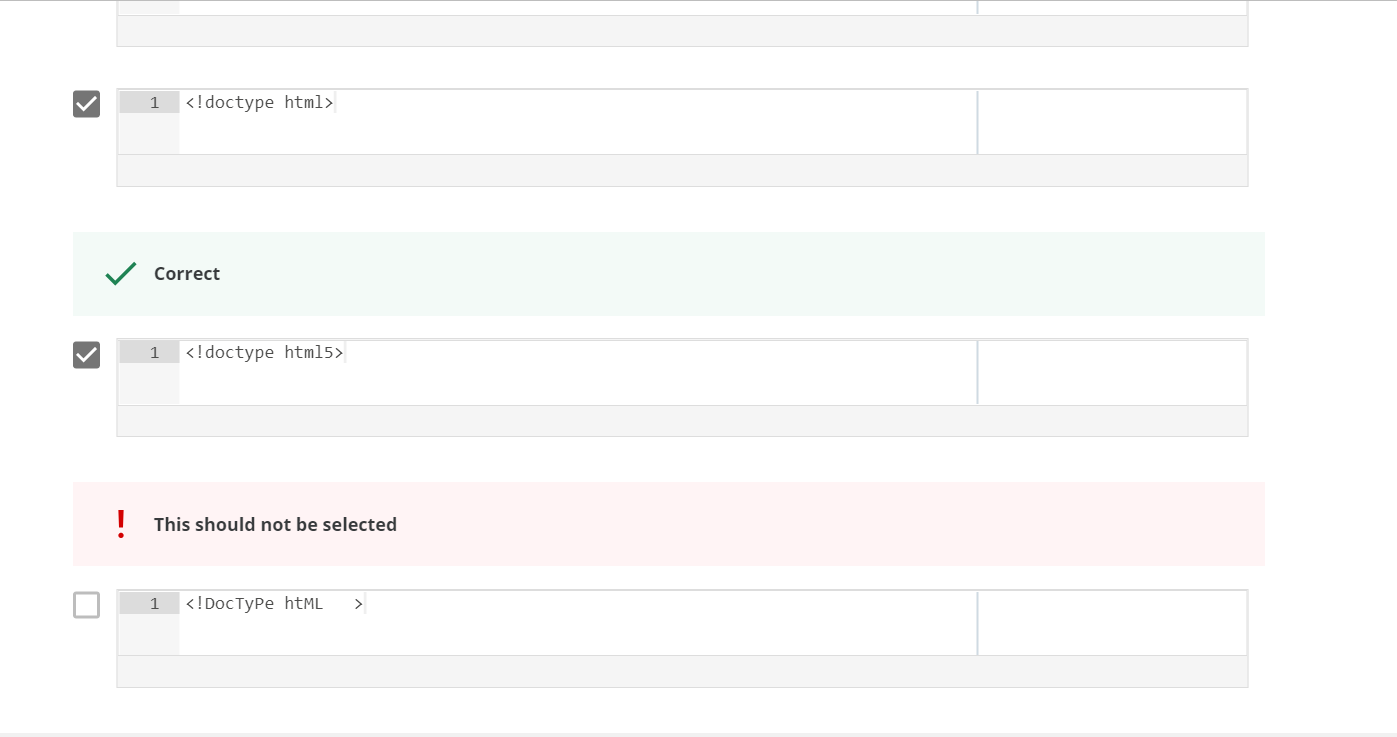 1 <!doctype html>
Correct
1 <!doctype html5>
This should not be selected
1 <!DocTyPe htML   >